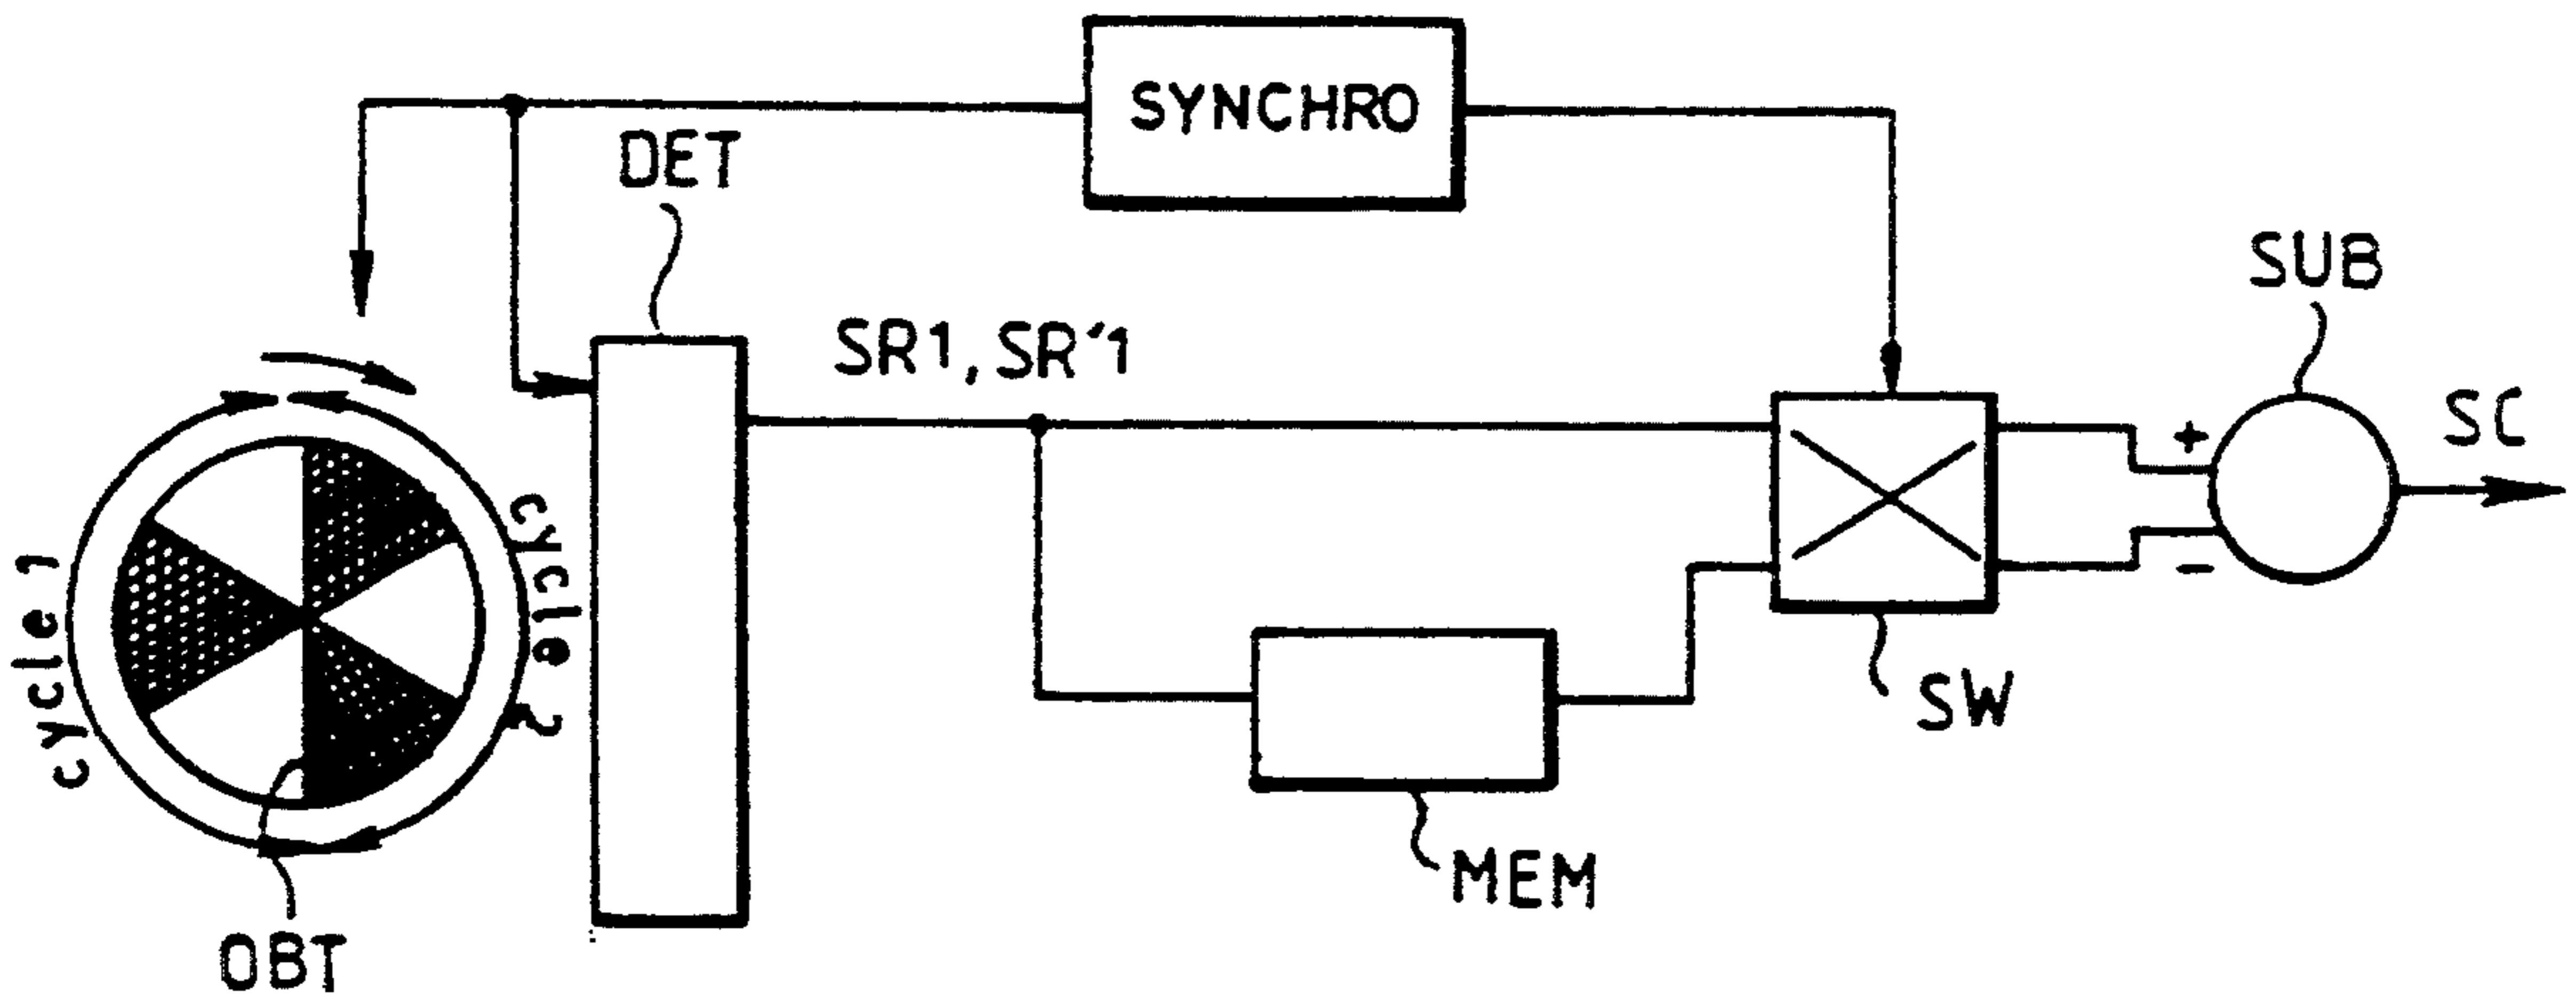 SYNCHRO
DET
SUB
SR1, SR'1
SC
+
-
cycle 1
cycle 2
SW
MEM
OBT